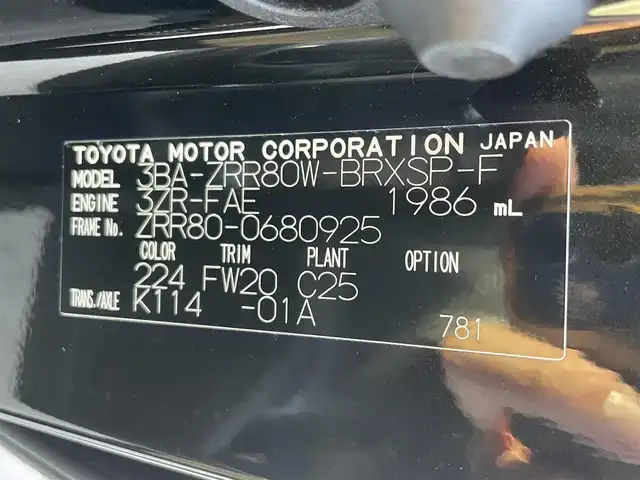 TOYOTA MOTOR CORPORATION JAPAN
MODEL 3BA-ZRR80W-BRXSP-F
ENGINE 3ZR-FAE 1986 mL
FRAME No. ZRR80-0680925
COLOR TRIM PLANT OPTION
224 FW20 C25
TRANS./AXLE K114 -01A
781